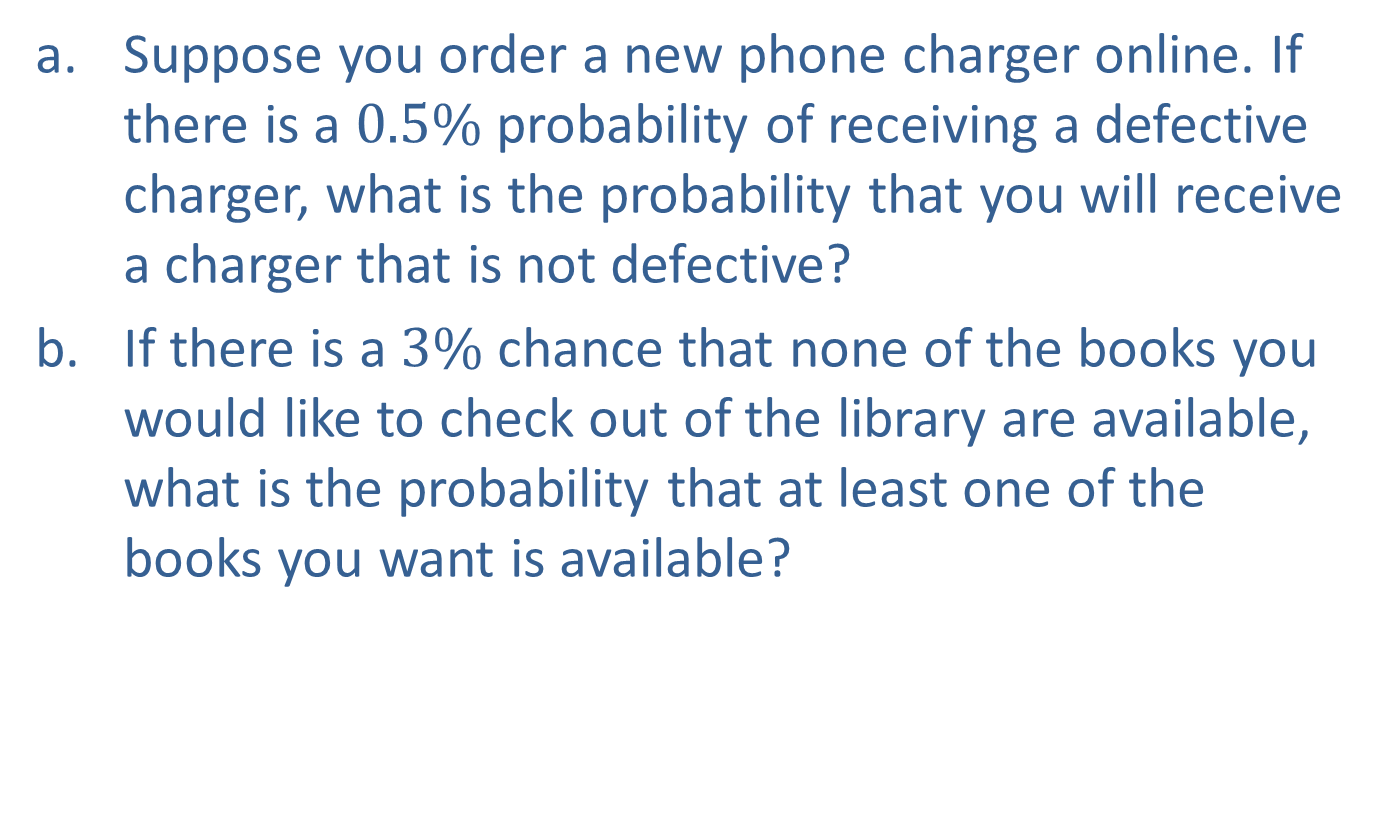 a. Suppose you order a new phone charger online. If
there is a 0.5% probability of receiving a defective
charger, what is the probability that you will receive
a charger that is not defective?
b. If there is a 3% chance that none of the books you
would like to check out of the library are available,
what is the probability that at least one of the
books you want is available?